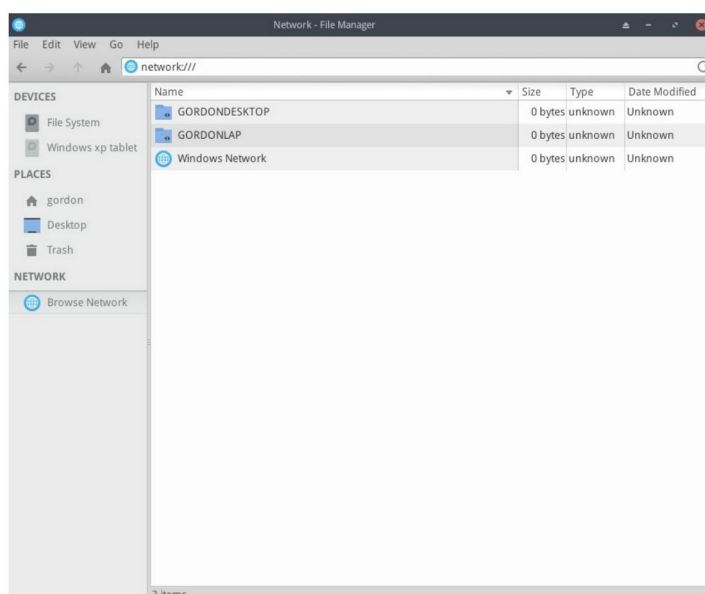 Network - File Manager
File Edit View Go Help
network:///
DEVICES
File System
Windows xp tablet
PLACES
gordon
Desktop
Trash
NETWORK
Browse Network
Name Size Type Date Modified
GORDONDESKTOP 0 bytes unknown Unknown
GORDONLAP 0 bytes unknown Unknown
Windows Network 0 bytes unknown Unknown
3 items